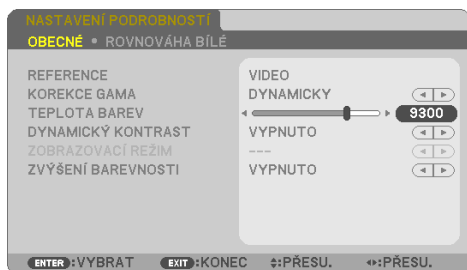 NASTAVENÍ PODROBNOSTÍ
OBECNÉ • ROVNOVÁHA BÍLÉ
REFERENCE VIDEO
KOREKCE GAMA DYNAMICKY
TEPLOTA BAREV 9300
DYNAMICKÝ KONTRAST VYPNUTO
ZOBRAZOVACÍ REŽIM ---
ZVÝŠENÍ BAREVNOSTI VYPNUTO
ENTER:VYBRAT EXIT:KONEC :PŘESU. :PŘESU.